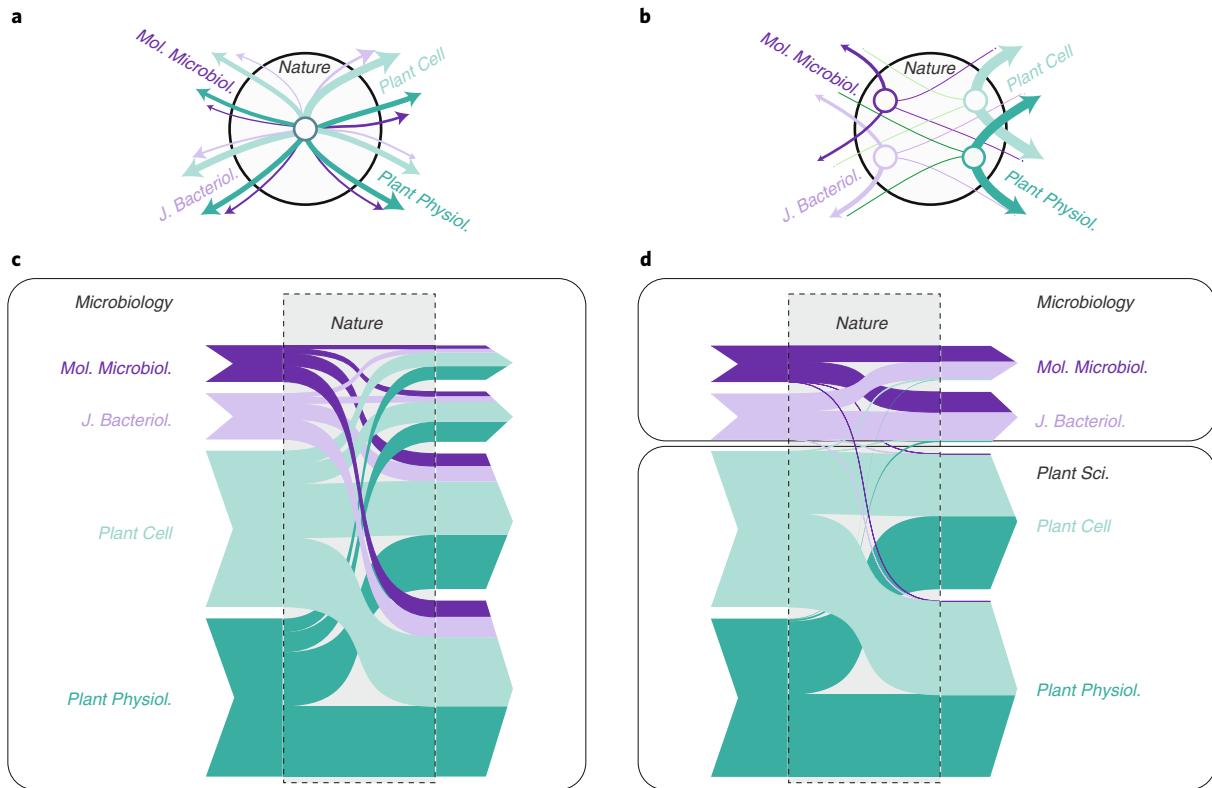 a
Mol. Microbiol.
Nature
Plant Cell
J. Bacteriol.
Plant Physiol.
b
Mol. Microbiol.
Nature
Plant Cell
J. Bacteriol.
Plant Physiol.
c
Microbiology
Nature
Mol. Microbiol.
J. Bacteriol.
Plant Cell
Plant Physiol.
d
Microbiology
Nature
Mol. Microbiol.
J. Bacteriol.
Plant Sci.
Plant Cell
Plant Physiol.